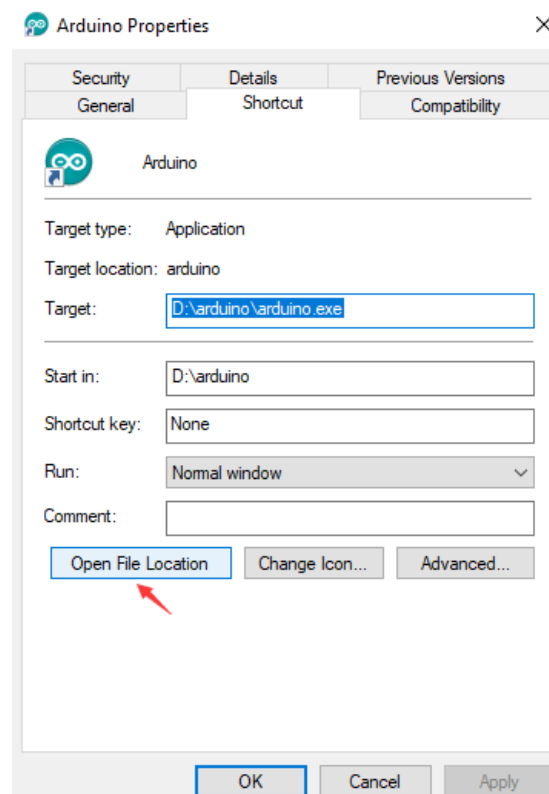 Arduino Properties
Security Details Previous Versions
General Shortcut Compatibility
Arduino
Target type: Application
Target location: arduino
Target: D:\arduino\arduino.exe
Start in: D:\arduino
Shortcut key: None
Run: Normal window
Comment:
Open File Location Change Icon... Advanced...
OK Cancel Apply